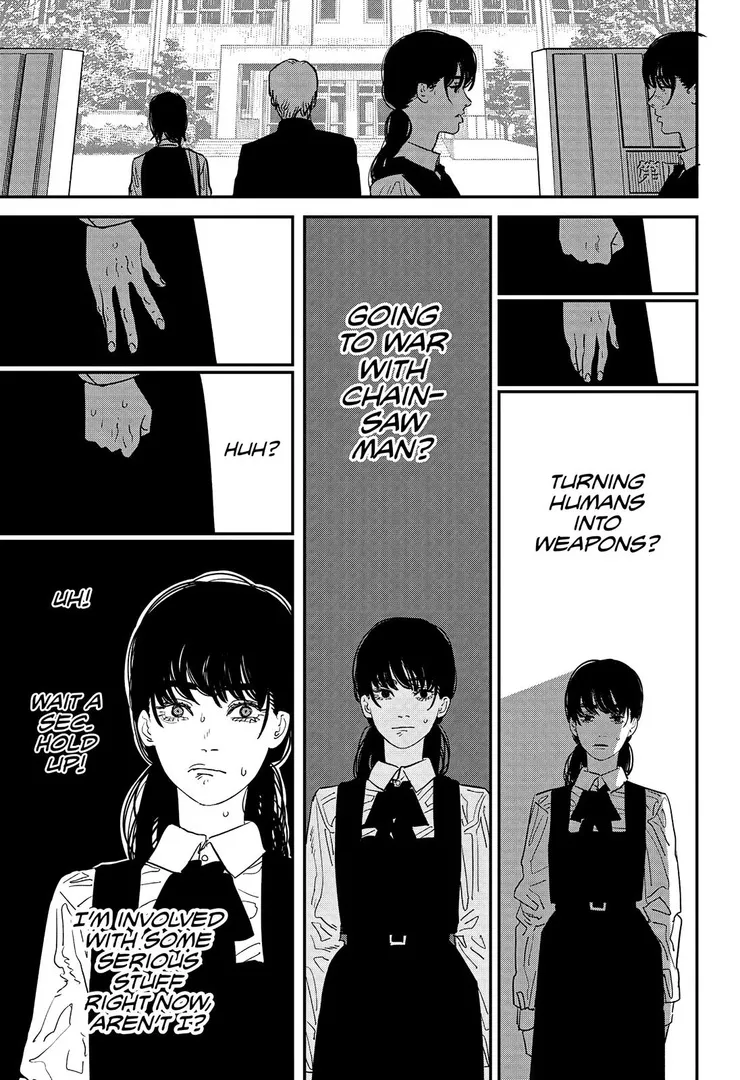 第
TURNING
HUMANS
INTO
WEAPONS?
GOING
TO WAR
WITH
CHAIN-
SAW
MAN?
HUH?
UH!
WAIT A
SEC.
HOLD
UP!
I'M INVOLVED
WITH SOME
SERIOUS
STUFF
RIGHT NOW,
AREN'T I?